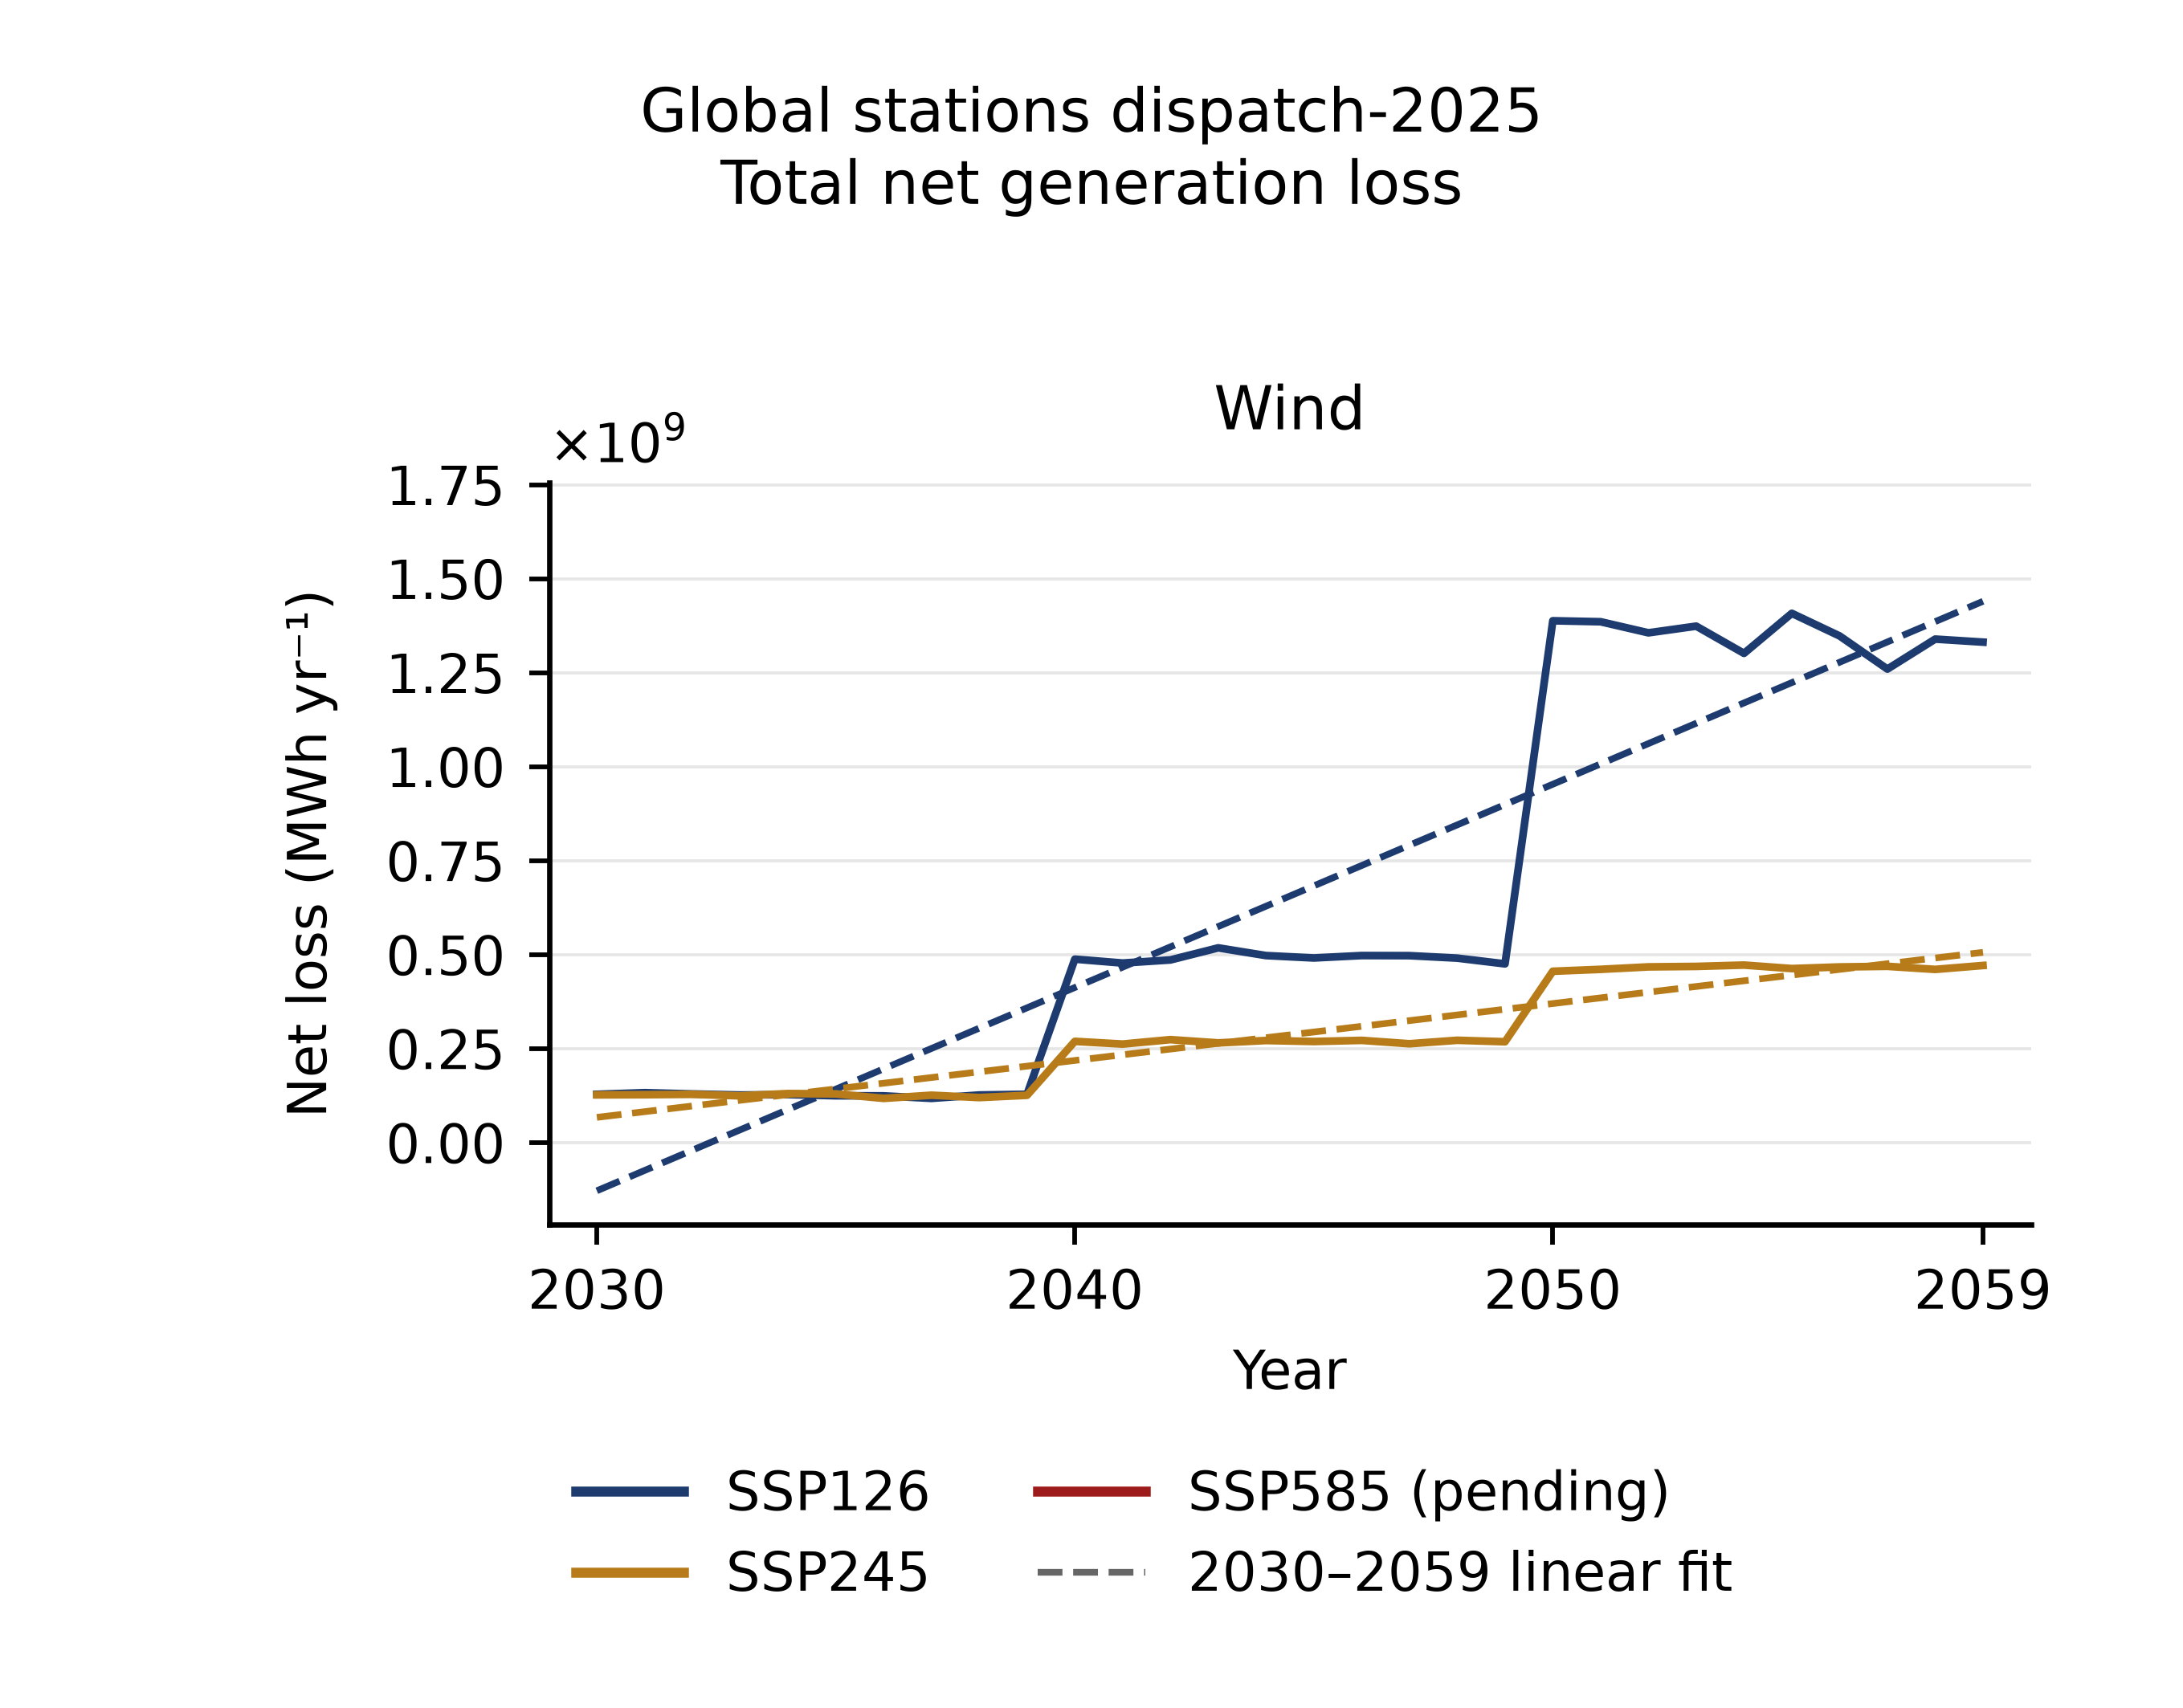 Global stations dispatch-2025
Total net generation loss
Wind
×10⁹
1.75
1.50
1.25
1.00
0.75
0.50
0.25
0.00
Net loss (MWh yr⁻¹)
2030 2040 2050 2059
Year
SSP126 SSP585 (pending)
SSP245 2030–2059 linear fit